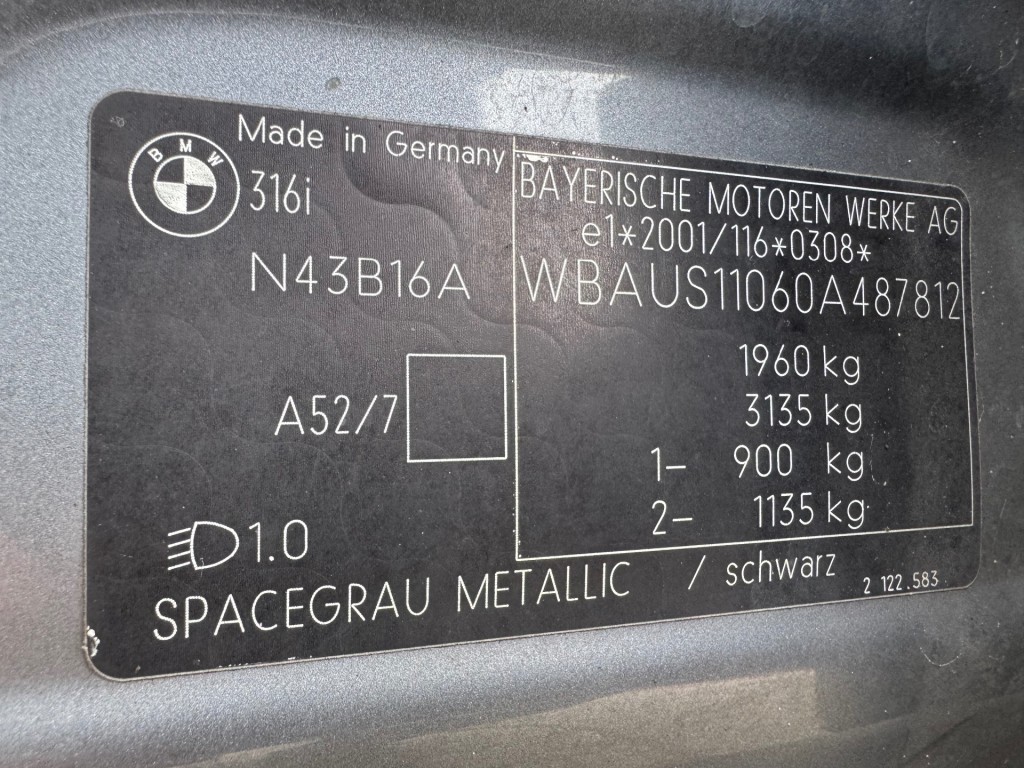 BMW
Made in Germany
316i
N43B16A
A52/7
1.0
BAYERISCHE MOTOREN WERKE AG
e1*2001/116*0308*
WBAUS11060A487812
1960 kg
3135 kg
1- 900 kg
2- 1135 kg
SPACEGRAU METALLIC / schwarz
2 122.583